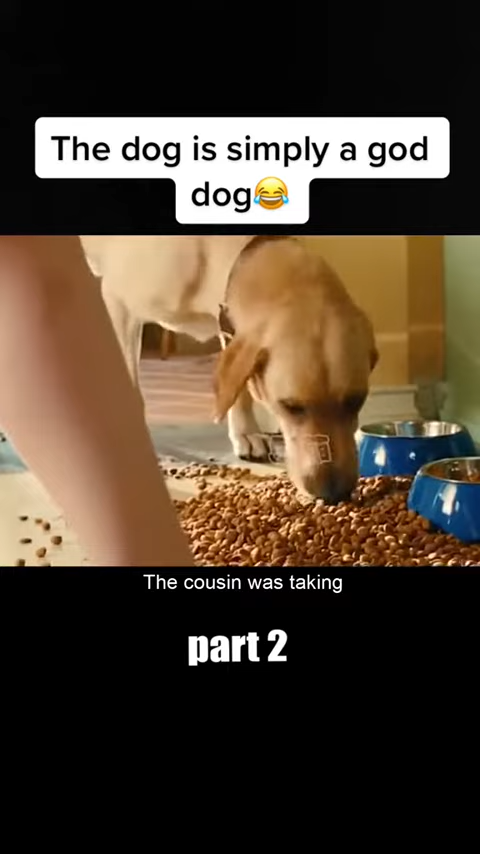 The dog is simply a god
dog😂
The cousin was taking
part 2